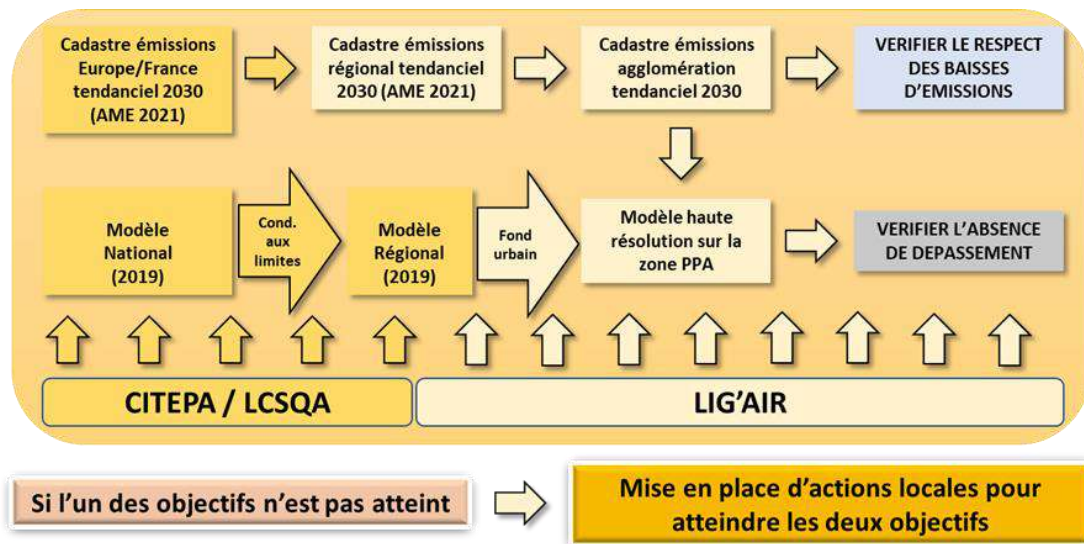 Cadastre émissions
Europe/France
tendanciel 2030
(AME 2021)
Cadastre émissions
régional tendanciel
2030 (AME 2021)
Cadastre émissions
agglomération
tendanciel 2030
VERIFIER LE RESPECT
DES BAISSES
D'EMISSIONS
Modèle
National
(2019)
Cond.
aux
limites
Modèle
Régional
(2019)
Fond
urbain
Modèle haute
résolution sur la
zone PPA
VERIFIER L'ABSENCE
DE DEPASSEMENT
CITEPA / LCSQA
LIG'AIR
Si l'un des objectifs n'est pas atteint
Mise en place d'actions locales pour
atteindre les deux objectifs